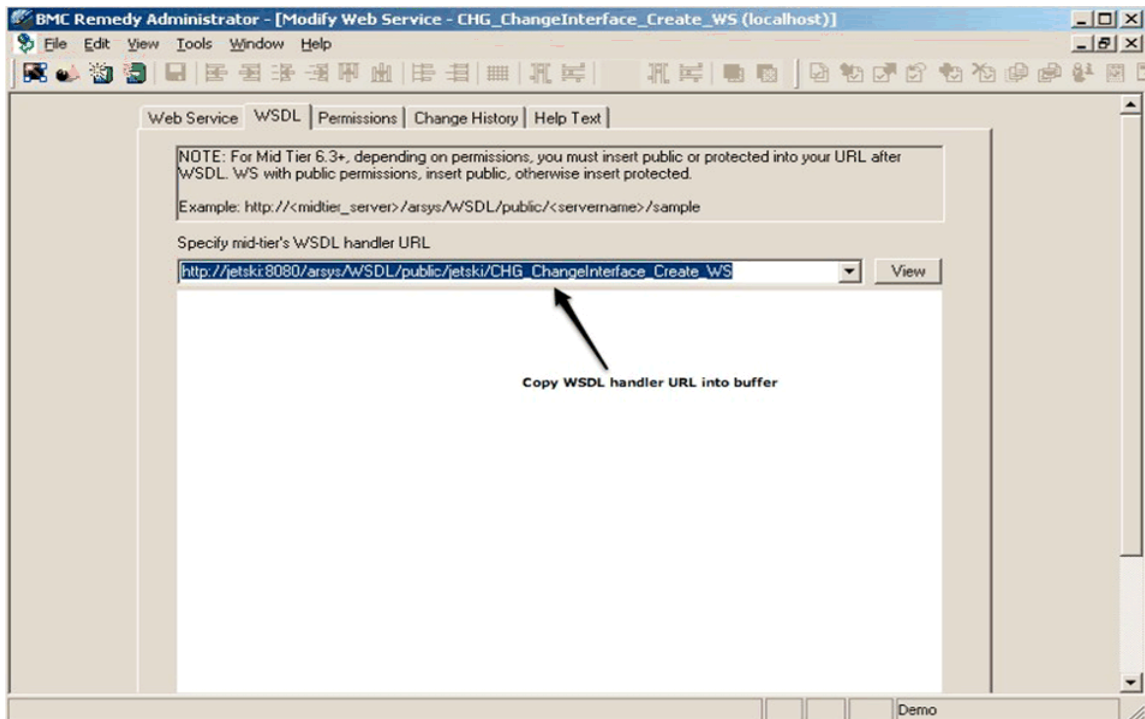 BMC Remedy Administrator - [Modify Web Service - CHG_ChangeInterface_Create_WS (localhost)]
File Edit View Tools Window Help
Web Service WSDL Permissions Change History Help Text
NOTE: For Mid Tier 6.3+, depending on permissions, you must insert public or protected into your URL after
WSDL. WS with public permissions, insert public, otherwise insert protected.
Example: http://<midtier_server>/arsys/WSDL/public/<servername>/sample
Specify mid-tier's WSDL handler URL
http://jetski:8080/arsys/WSDL/public/jetski/CHG_ChangeInterface_Create_WS View
Copy WSDL handler URL into buffer
Demo